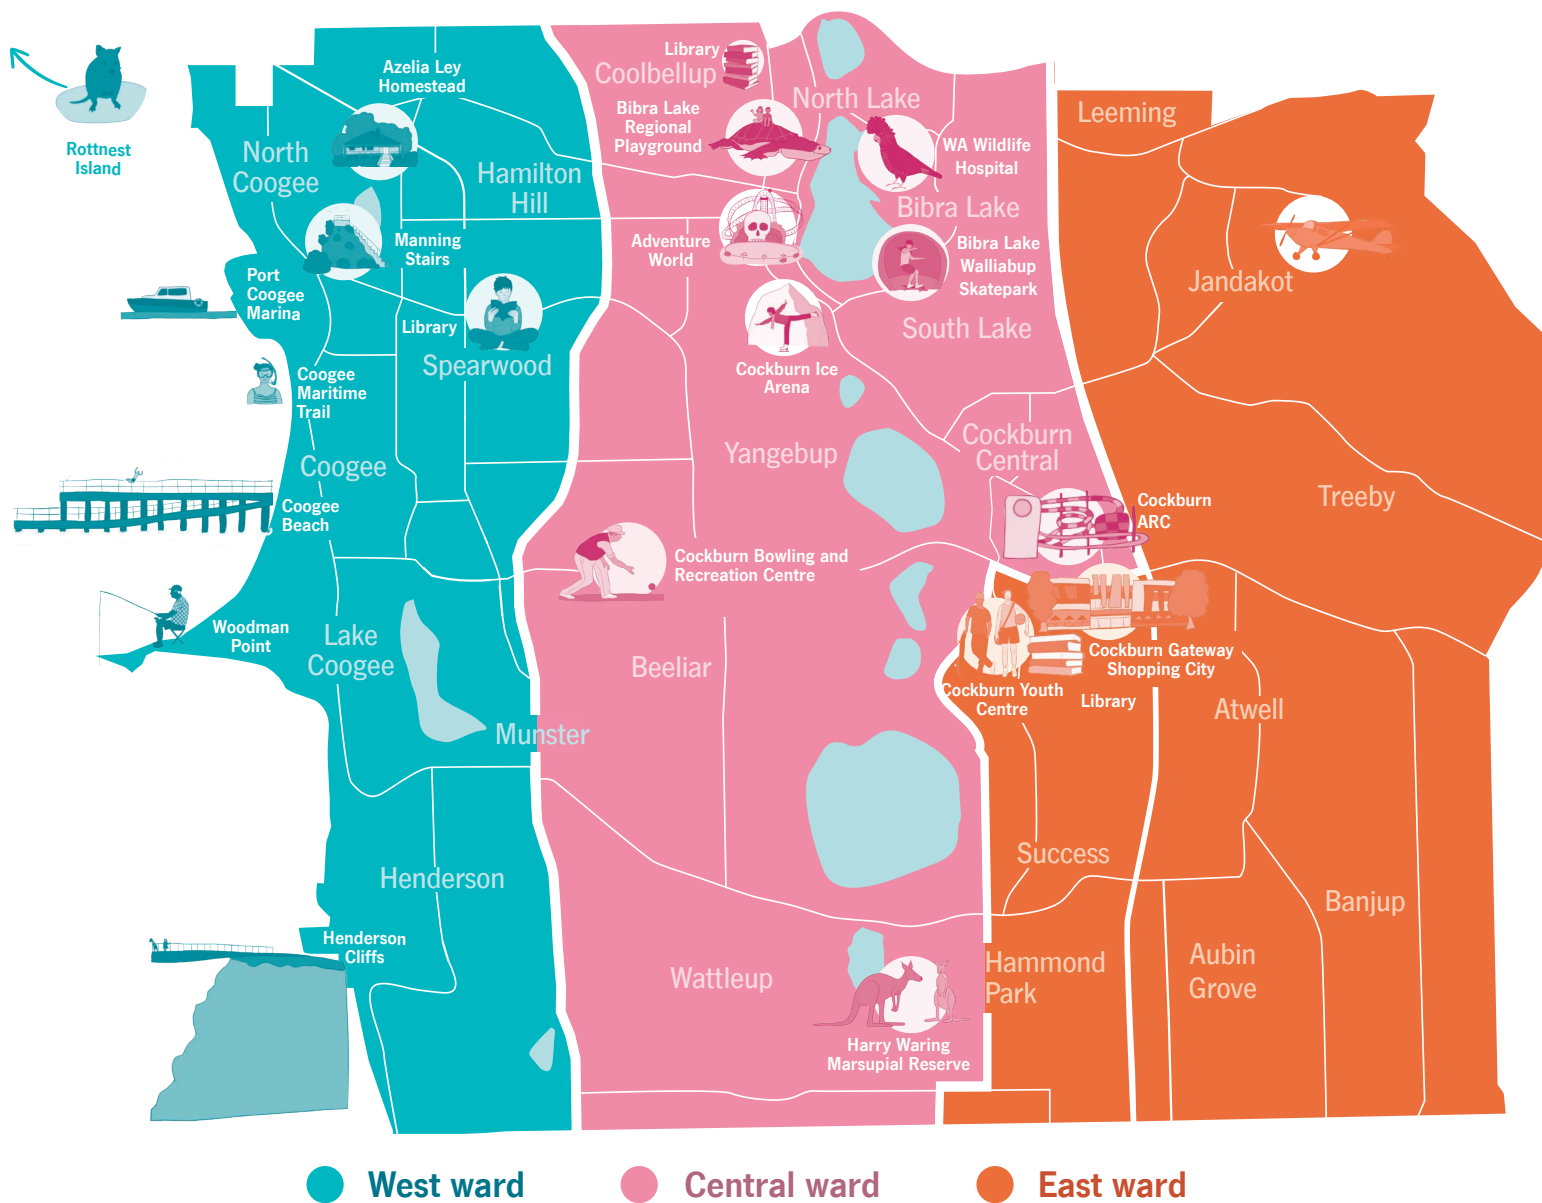 Rottnest
Island
Azelia Ley
Homestead
North
Coogee
Hamilton
Hill
Manning
Stairs
Port
Coogee
Marina
Library
Spearwood
Coogee
Maritime
Trail
Coogee
Coogee
Beach
Woodman
Point
Lake
Coogee
Munster
Henderson
Henderson
Cliffs
Library
Coolbellup
North Lake
Bibra Lake
Regional
Playground
WA Wildlife
Hospital
Bibra Lake
Adventure
World
Bibra Lake
Walliabup
Skatepark
South Lake
Cockburn Ice
Arena
Yangebup
Cockburn
Central
Cockburn
ARC
Cockburn Bowling and
Recreation Centre
Beeliar
Wattleup
Harry Waring
Marsupial Reserve
Leeming
Jandakot
Treeby
Cockburn Gateway
Shopping City
Cockburn Youth
Centre
Library
Atwell
Success
Banjup
Hammond
Park
Aubin
Grove
West ward
Central ward
East ward